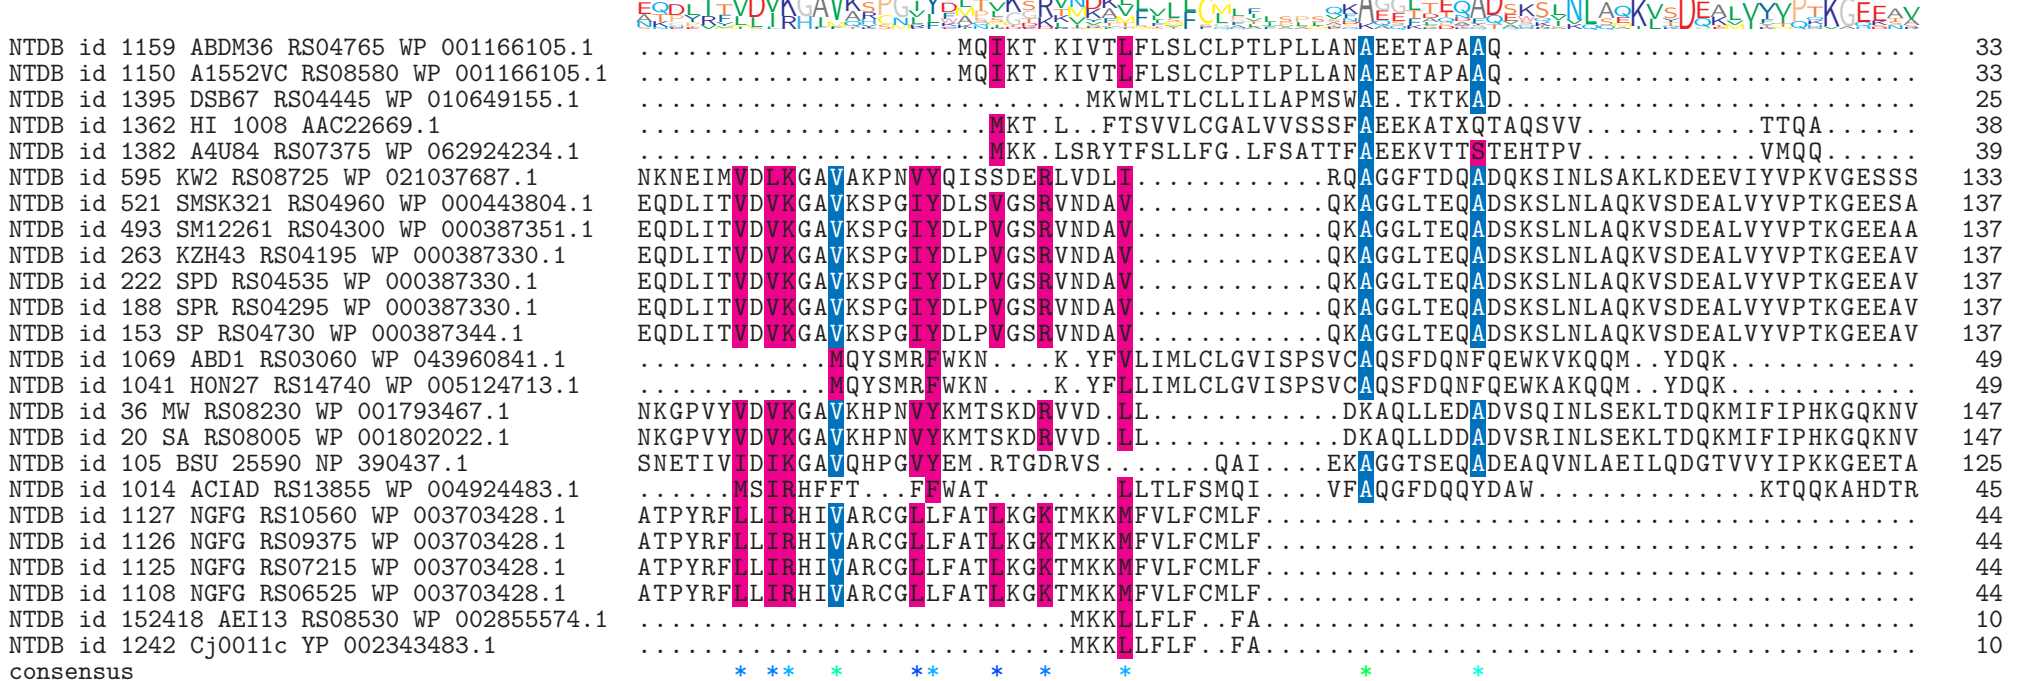 NTDB id 1159 ABDM36 RS04765 WP 001166105.1 ....................MQIKT.KIVTLFLSLCLPTLPLLANAEETAPAAQ.......................... 33
NTDB id 1150 A1552VC RS08580 WP 001166105.1 ....................MQIKT.KIVTLFLSLCLPTLPLLANAEETAPAAQ.......................... 33
NTDB id 1395 DSB67 RS04445 WP 010649155.1 ............................MKWMLTLCLLILAPMSWAE.TKTKAD.......................... 25
NTDB id 1362 HI 1008 AAC22669.1 ......................MKT.L..FTSVVLCGALVVSSSFAEEKATXQTAQSVV...........TTQA...... 38
NTDB id 1382 A4U84 RS07375 WP 062924234.1 ......................MKK.LSRYTFSLLFG.LFSATTFAEEKVTTSTEHTPV...........VMQQ...... 39
NTDB id 595 KW2 RS08725 WP 021037687.1 NKNEIMVDLKGAVAKPNVYQISSDERLVDLI............RQAGGFTDQADQKSINLSAKLKDEEVIYVPKVGESSS 133
NTDB id 521 SMSK321 RS04960 WP 000443804.1 EQDLITVDVKGAVKSPGIYDLSVGSRVNDAV............QKAGGLTEQADSKSLNLAQKVSDEALVYVPTKGEESA 137
NTDB id 493 SM12261 RS04300 WP 000387351.1 EQDLITVDVKGAVKSPGIYDLPVGSRVNDAV............QKAGGLTEQADSKSLNLAQKVSDEALVYVPTKGEEAA 137
NTDB id 263 KZH43 RS04195 WP 000387330.1 EQDLITVDVKGAVKSPGIYDLPVGSRVNDAV............QKAGGLTEQADSKSLNLAQKVSDEALVYVPTKGEEAV 137
NTDB id 222 SPD RS04535 WP 000387330.1 EQDLITVDVKGAVKSPGIYDLPVGSRVNDAV............QKAGGLTEQADSKSLNLAQKVSDEALVYVPTKGEEAV 137
NTDB id 188 SPR RS04295 WP 000387330.1 EQDLITVDVKGAVKSPGIYDLPVGSRVNDAV............QKAGGLTEQADSKSLNLAQKVSDEALVYVPTKGEEAV 137
NTDB id 153 SP RS04730 WP 000387344.1 EQDLITVDVKGAVKSPGIYDLPVGSRVNDAV............QKAGGLTEQADSKSLNLAQKVSDEALVYVPTKGEEAV 137
NTDB id 1069 ABD1 RS03060 WP 043960841.1 ............MQYSMRFWKN....K.YFVLIMLCLGVISPSVCAQSFDQNFQEWKVKQQM..YDQK............ 49
NTDB id 1041 HON27 RS14740 WP 005124713.1 ............MQYSMRFWKN....K.YFLLIMLCLGVISPSVCAQSFDQNFQEWKAKQQM..YDQK............ 49
NTDB id 36 MW RS08230 WP 001793467.1 NKGPVYVDVKGAVKHPNVYKMTSKDRVVD.LL............DKAQLLEDADVSQINLSEKLTDQKMIFIPHKGQKNV 147
NTDB id 20 SA RS08005 WP 001802022.1 NKGPVYVDVKGAVKHPNVYKMTSKDRVVD.LL............DKAQLLDDADVSRINLSEKLTDQKMIFIPHKGQKNV 147
NTDB id 105 BSU 25590 NP 390437.1 SNETIVIDIKGAVQHPGVYEM.RTGDRVS.......QAI....EKAGGTSEQADEAQVNLAEILQDGTVVYIPKKGEETA 125
NTDB id 1014 ACIAD RS13855 WP 004924483.1 ......MSIRHFFT...FFWAT........LLTLFSMQI....VFAQGFDQQYDAW..............KTQQKAHDTR 45
NTDB id 1127 NGFG RS10560 WP 003703428.1 ATPYRFLLIRHIVARCGLLFATLKGKTMKKMFVLFCMLF......................................... 44
NTDB id 1126 NGFG RS09375 WP 003703428.1 ATPYRFLLIRHIVARCGLLFATLKGKTMKKMFVLFCMLF......................................... 44
NTDB id 1125 NGFG RS07215 WP 003703428.1 ATPYRFLLIRHIVARCGLLFATLKGKTMKKMFVLFCMLF......................................... 44
NTDB id 1108 NGFG RS06525 WP 003703428.1 ATPYRFLLIRHIVARCGLLFATLKGKTMKKMFVLFCMLF......................................... 44
NTDB id 152418 AEI13 RS08530 WP 002855574.1 ...........................MKKLLFLF..FA......................................... 10
NTDB id 1242 Cj0011c YP 002343483.1 ...........................MKKLLFLF..FA......................................... 10
consensus * * * * * * * * * * *